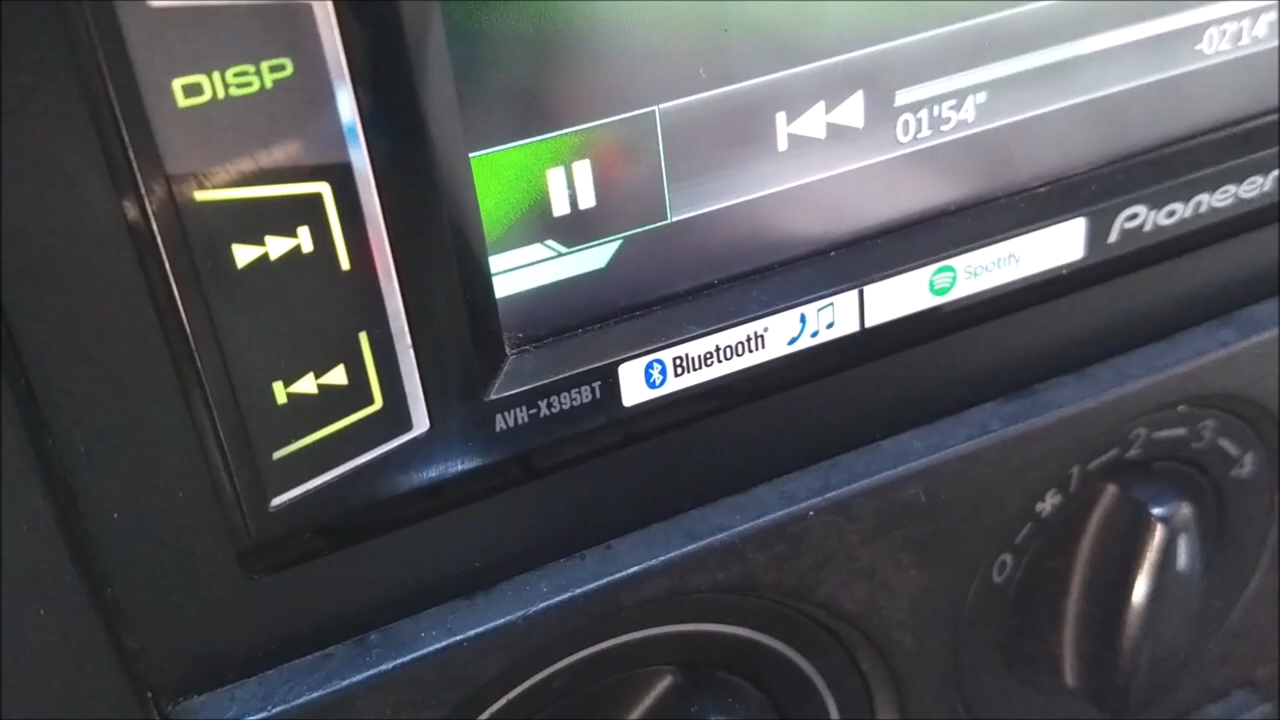 DISP
-02'14"
01'54"
Pioneer
Spotify
Bluetooth®
AVH-X395BT
0
1
2
3
4